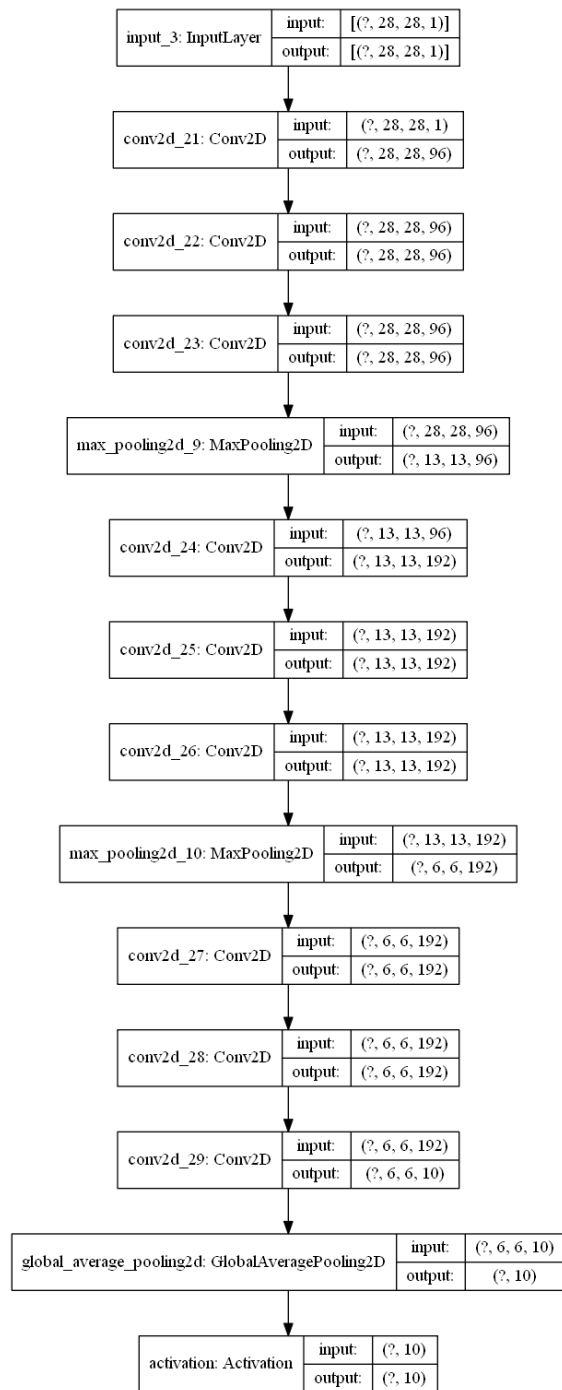 input_3: InputLayer
input: [(?, 28, 28, 1)]
output: [(?, 28, 28, 1)]
conv2d_21: Conv2D
input: (?, 28, 28, 1)
output: (?, 28, 28, 96)
conv2d_22: Conv2D
input: (?, 28, 28, 96)
output: (?, 28, 28, 96)
conv2d_23: Conv2D
input: (?, 28, 28, 96)
output: (?, 28, 28, 96)
max_pooling2d_9: MaxPooling2D
input: (?, 28, 28, 96)
output: (?, 13, 13, 96)
conv2d_24: Conv2D
input: (?, 13, 13, 96)
output: (?, 13, 13, 192)
conv2d_25: Conv2D
input: (?, 13, 13, 192)
output: (?, 13, 13, 192)
conv2d_26: Conv2D
input: (?, 13, 13, 192)
output: (?, 13, 13, 192)
max_pooling2d_10: MaxPooling2D
input: (?, 13, 13, 192)
output: (?, 6, 6, 192)
conv2d_27: Conv2D
input: (?, 6, 6, 192)
output: (?, 6, 6, 192)
conv2d_28: Conv2D
input: (?, 6, 6, 192)
output: (?, 6, 6, 192)
conv2d_29: Conv2D
input: (?, 6, 6, 192)
output: (?, 6, 6, 10)
global_average_pooling2d: GlobalAveragePooling2D
input: (?, 6, 6, 10)
output: (?, 10)
activation: Activation
input: (?, 10)
output: (?, 10)